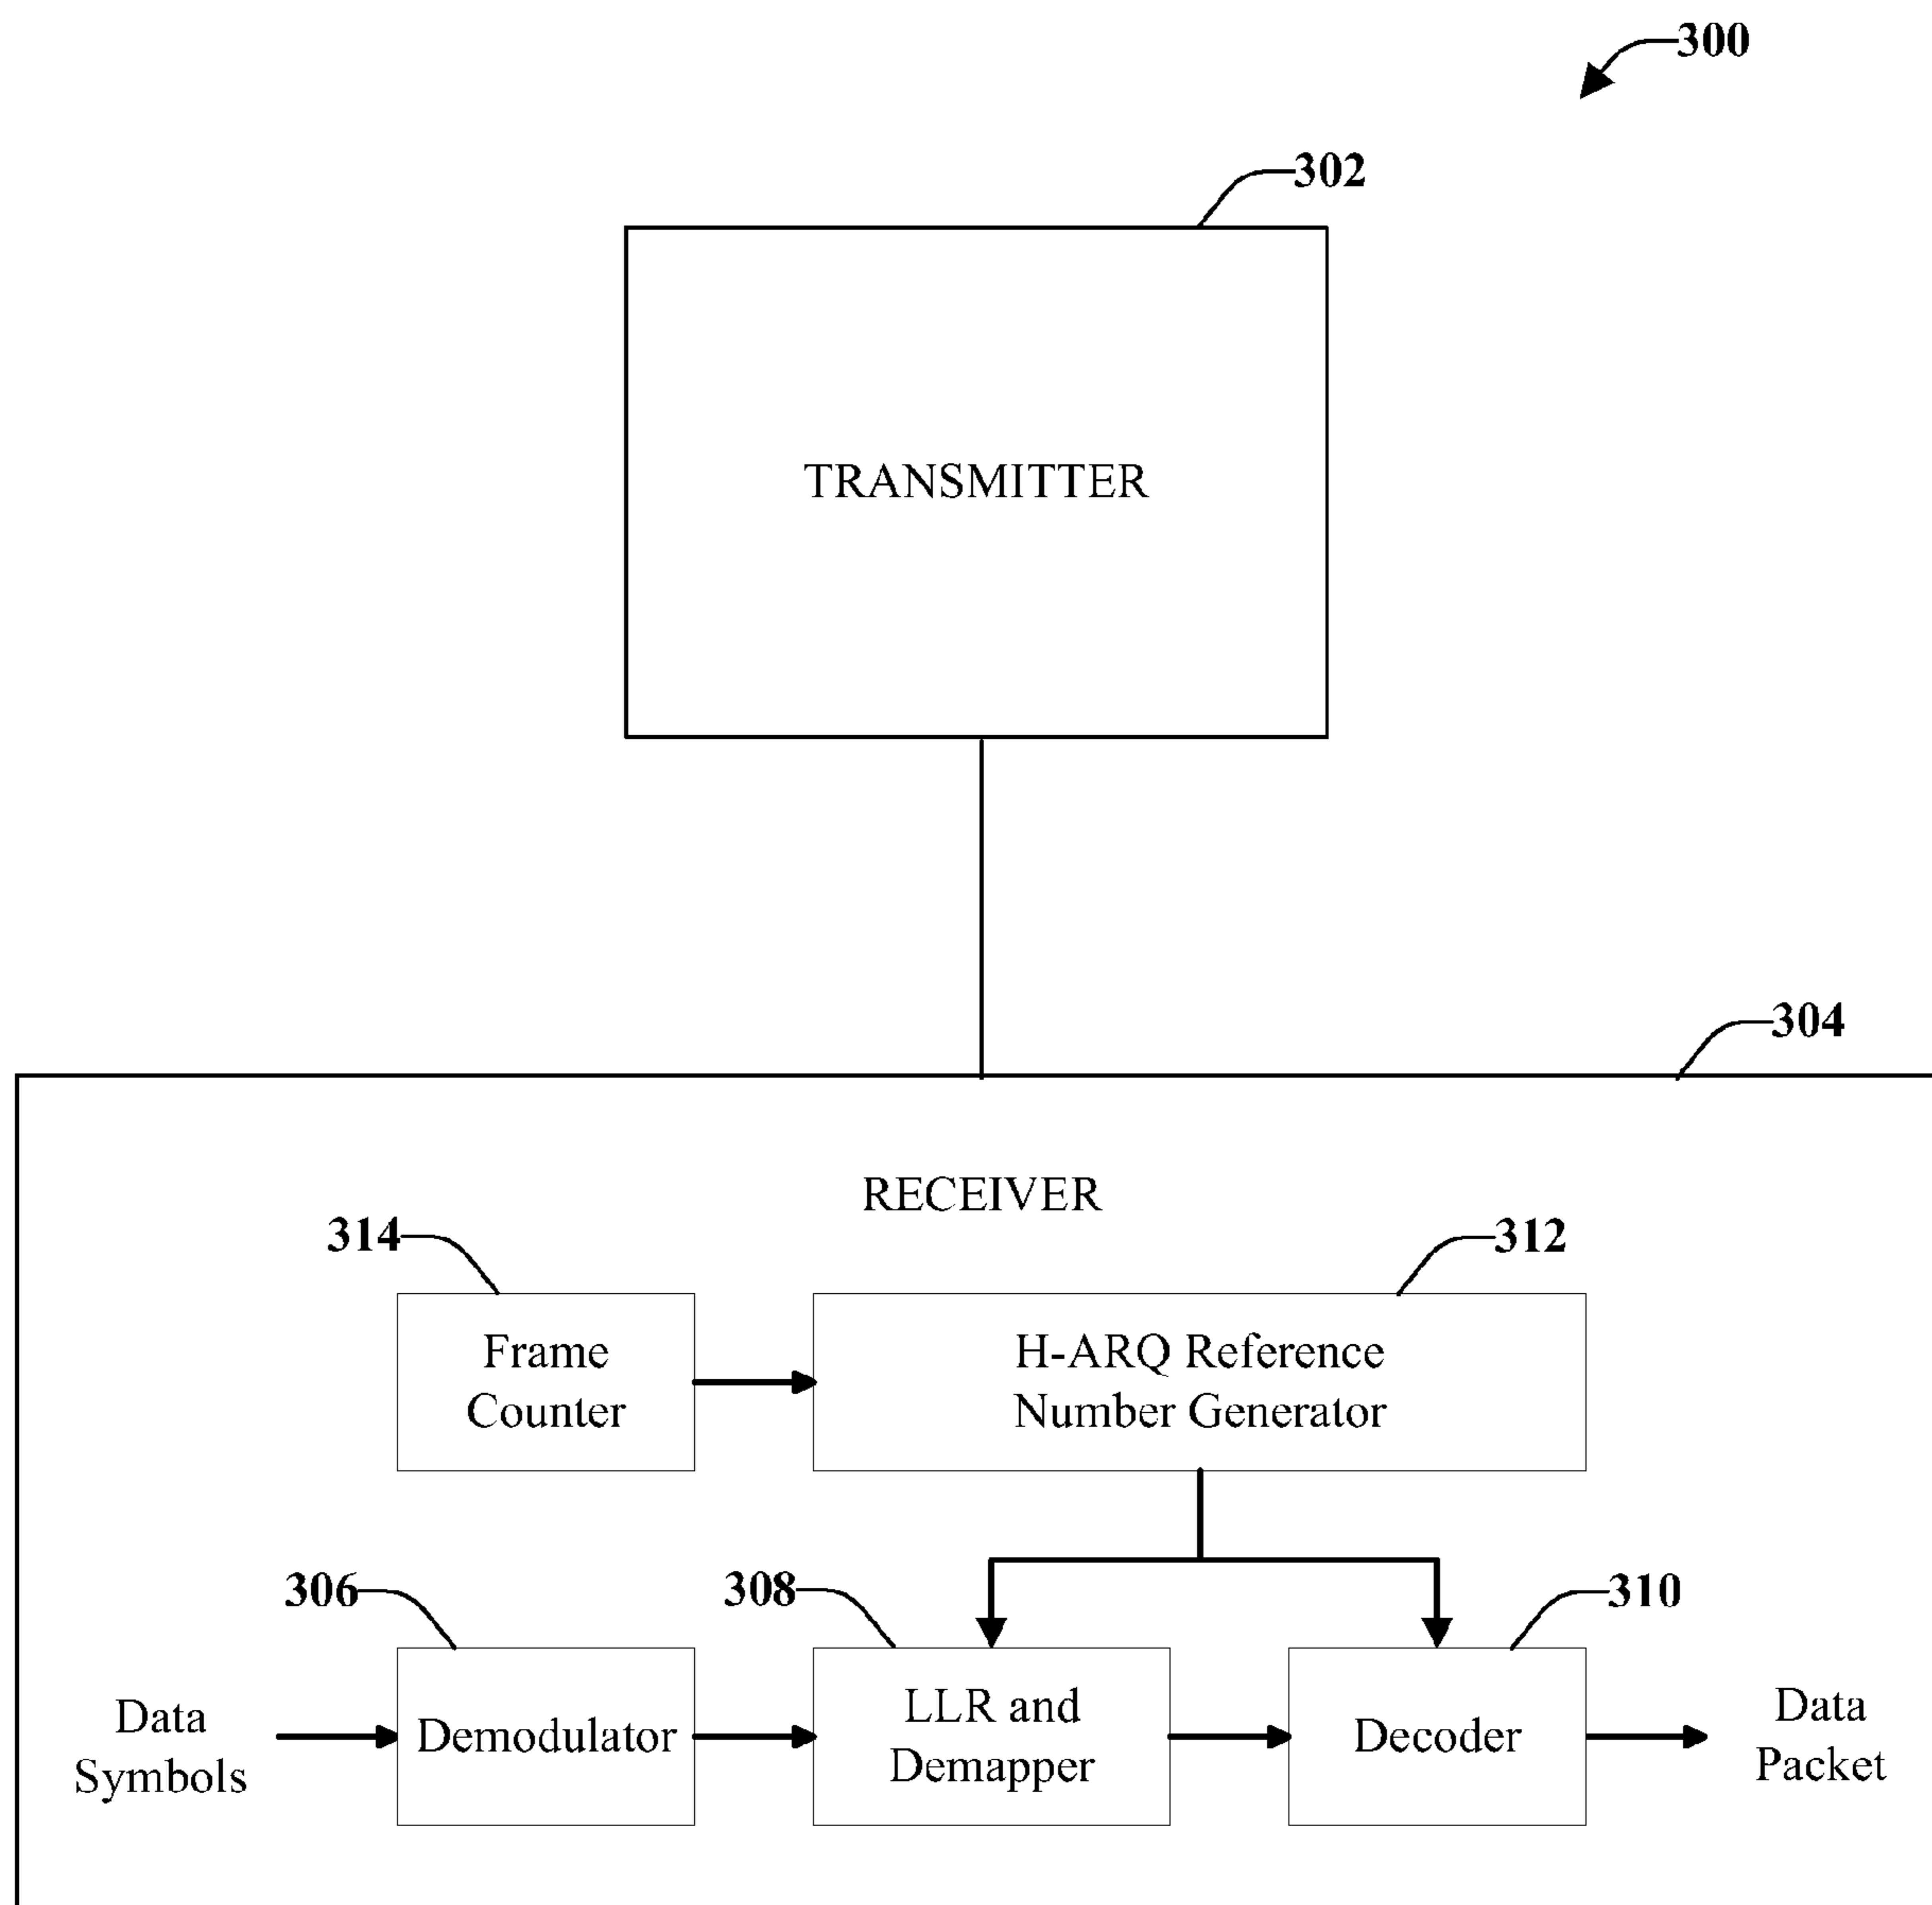 300
302
TRANSMITTER
304
RECEIVER
314
312
Frame
Counter
H-ARQ Reference
Number Generator
306
308
310
Data
Symbols
Demodulator
LLR and
Demapper
Decoder
Data
Packet